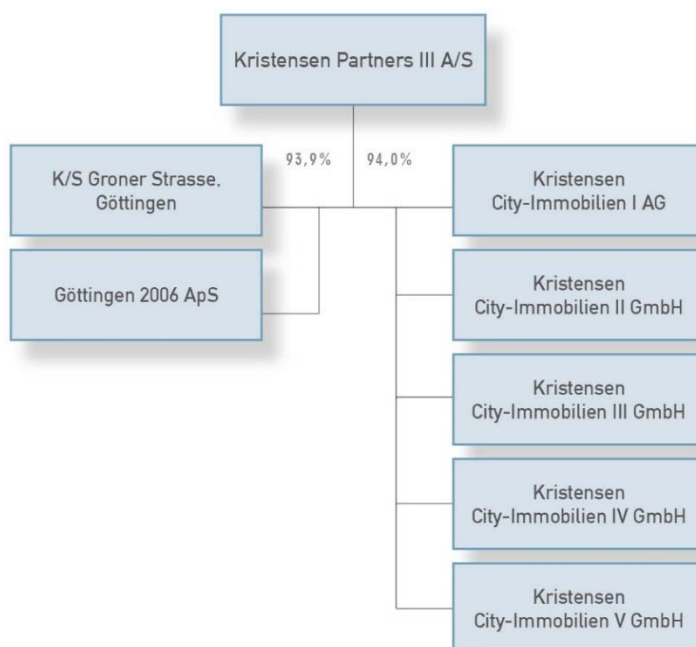 Kristensen Partners III A/S
93,9%
94,0%
K/S Groner Strasse,
Göttingen
Göttingen 2006 ApS
Kristensen
City-Immobilien I AG
Kristensen
City-Immobilien II GmbH
Kristensen
City-Immobilien III GmbH
Kristensen
City-Immobilien IV GmbH
Kristensen
City-Immobilien V GmbH